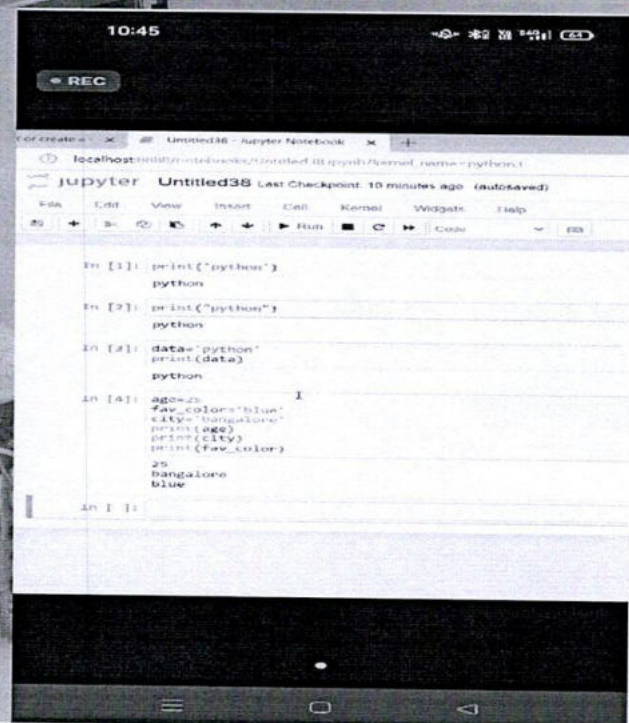 10:45
REC
Untitled38 - Jupyter Notebook
jupyter Untitled38 Last Checkpoint: 10 minutes ago (autosaved)
File Edit View Insert Cell Kernel Widgets Help
Run Code
In [1]: print('python')
python
In [2]: print("python")
python
In [3]: data='python'
print(data)
python
In [4]: age=25
fav_color='blue'
city='bangalore'
print(age)
print(city)
print(fav_color)
25
bangalore
blue
In [ ]: